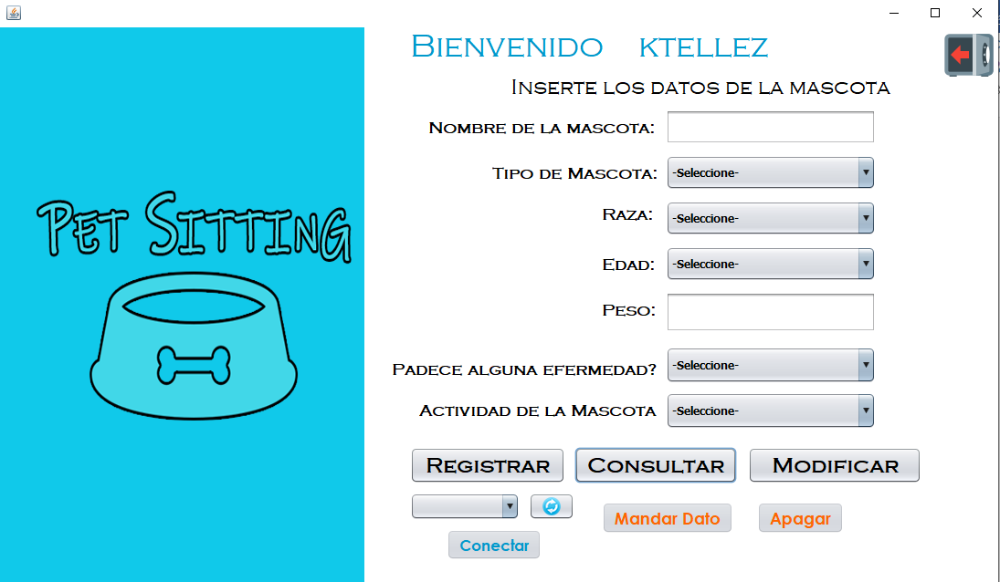 Pet Sitting
Bienvenido ktellez
Inserte los datos de la mascota
Nombre de la mascota:
Tipo de Mascota: -Seleccione-
Raza: -Seleccione-
Edad: -Seleccione-
Peso:
Padece alguna efermedad? -Seleccione-
Actividad de la Mascota -Seleccione-
Registrar Consultar Modificar
Mandar Dato Apagar
Conectar